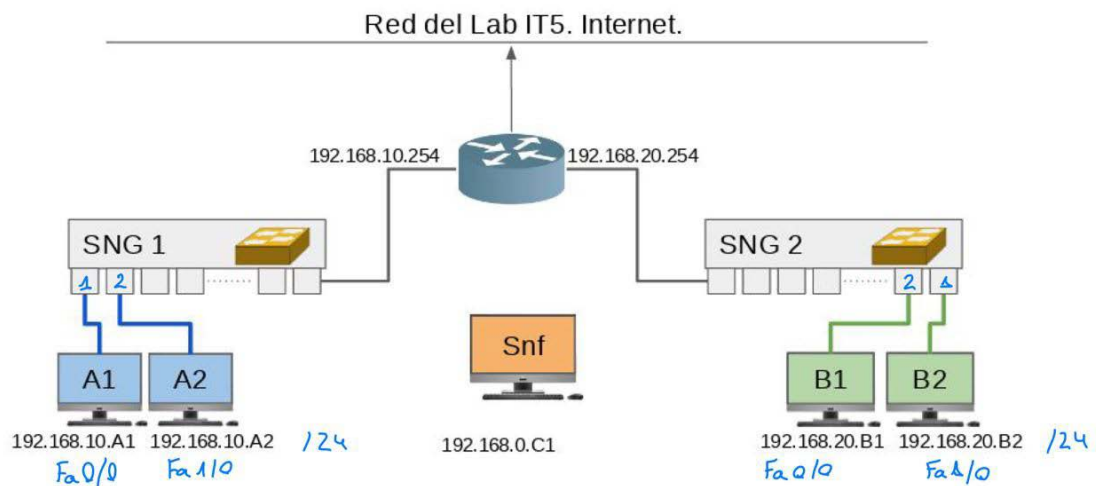 Red del Lab IT5. Internet.
192.168.10.254
192.168.20.254
SNG 1
SNG 2
1 2
2 1
Snf
A1 A2
B1 B2
192.168.10.A1 192.168.10.A2 /24
192.168.0.C1
192.168.20.B1 192.168.20.B2 /24
Fa0/0 Fa1/0
Fa0/0 Fa1/0